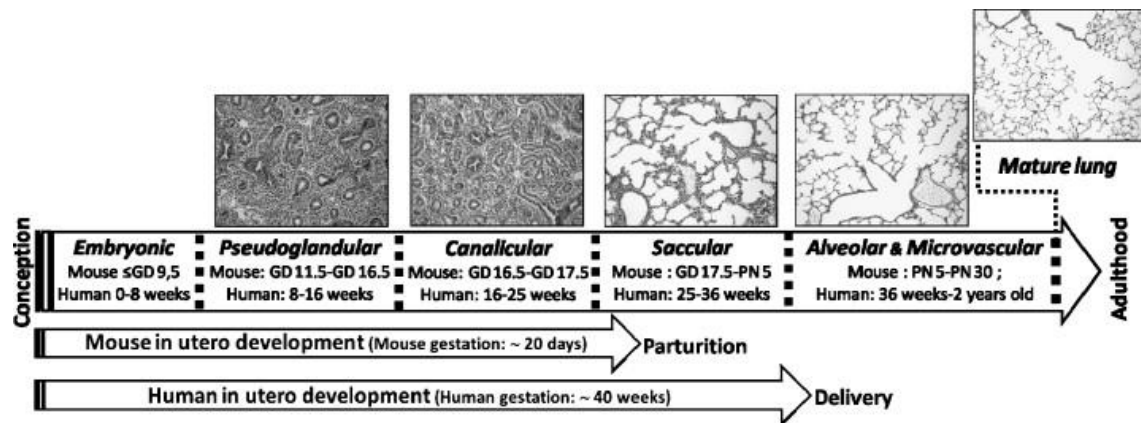 Mature lung
Conception
Embryonic
Mouse ≤GD 9,5
Human 0-8 weeks
Pseudoglandular
Mouse: GD 11.5-GD 16.5
Human: 8-16 weeks
Canalicular
Mouse: GD 16.5-GD 17.5
Human: 16-25 weeks
Saccular
Mouse : GD 17.5-PN 5
Human: 25-36 weeks
Alveolar & Microvascular
Mouse : PN 5-PN 30 ;
Human: 36 weeks-2 years old
Adulthood
Mouse in utero development (Mouse gestation: ~ 20 days)
Parturition
Human in utero development (Human gestation: ~ 40 weeks)
Delivery